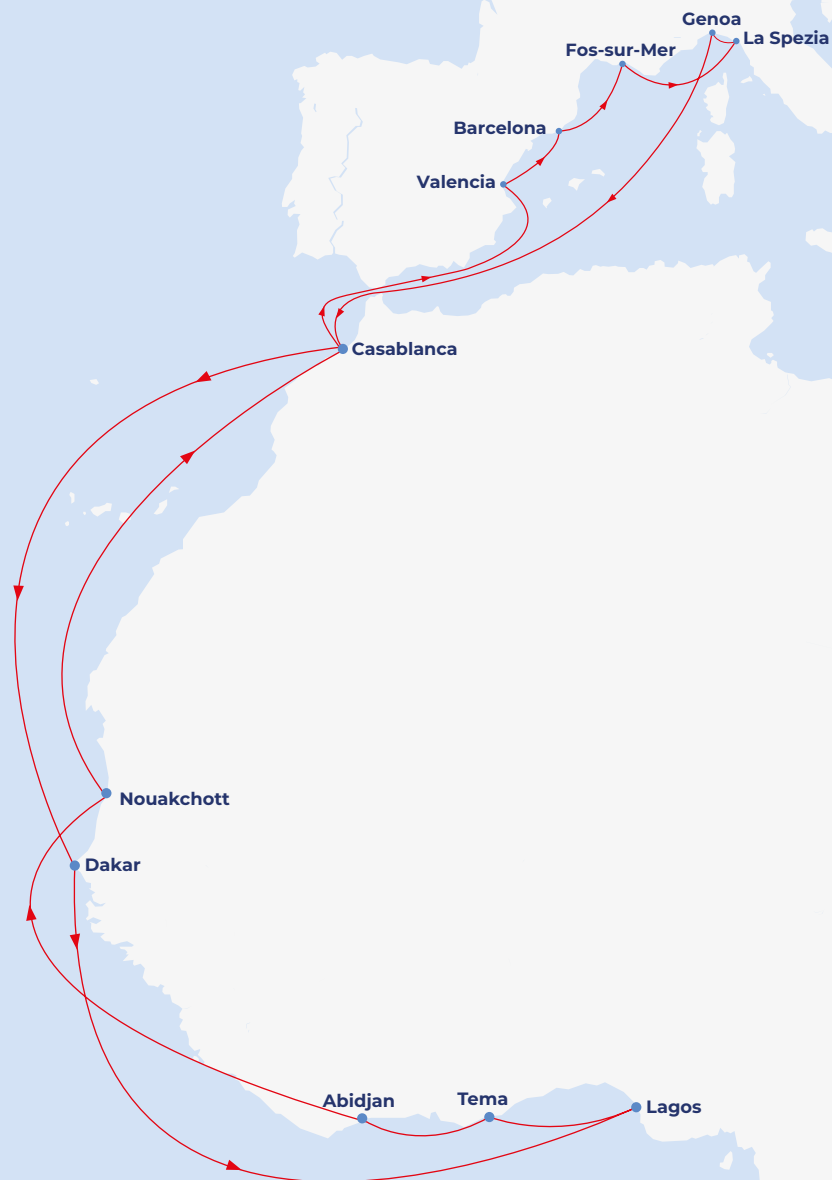 Genoa
La Spezia
Fos-sur-Mer
Barcelona
Valencia
Casablanca
Nouakchott
Dakar
Abidjan
Tema
Lagos